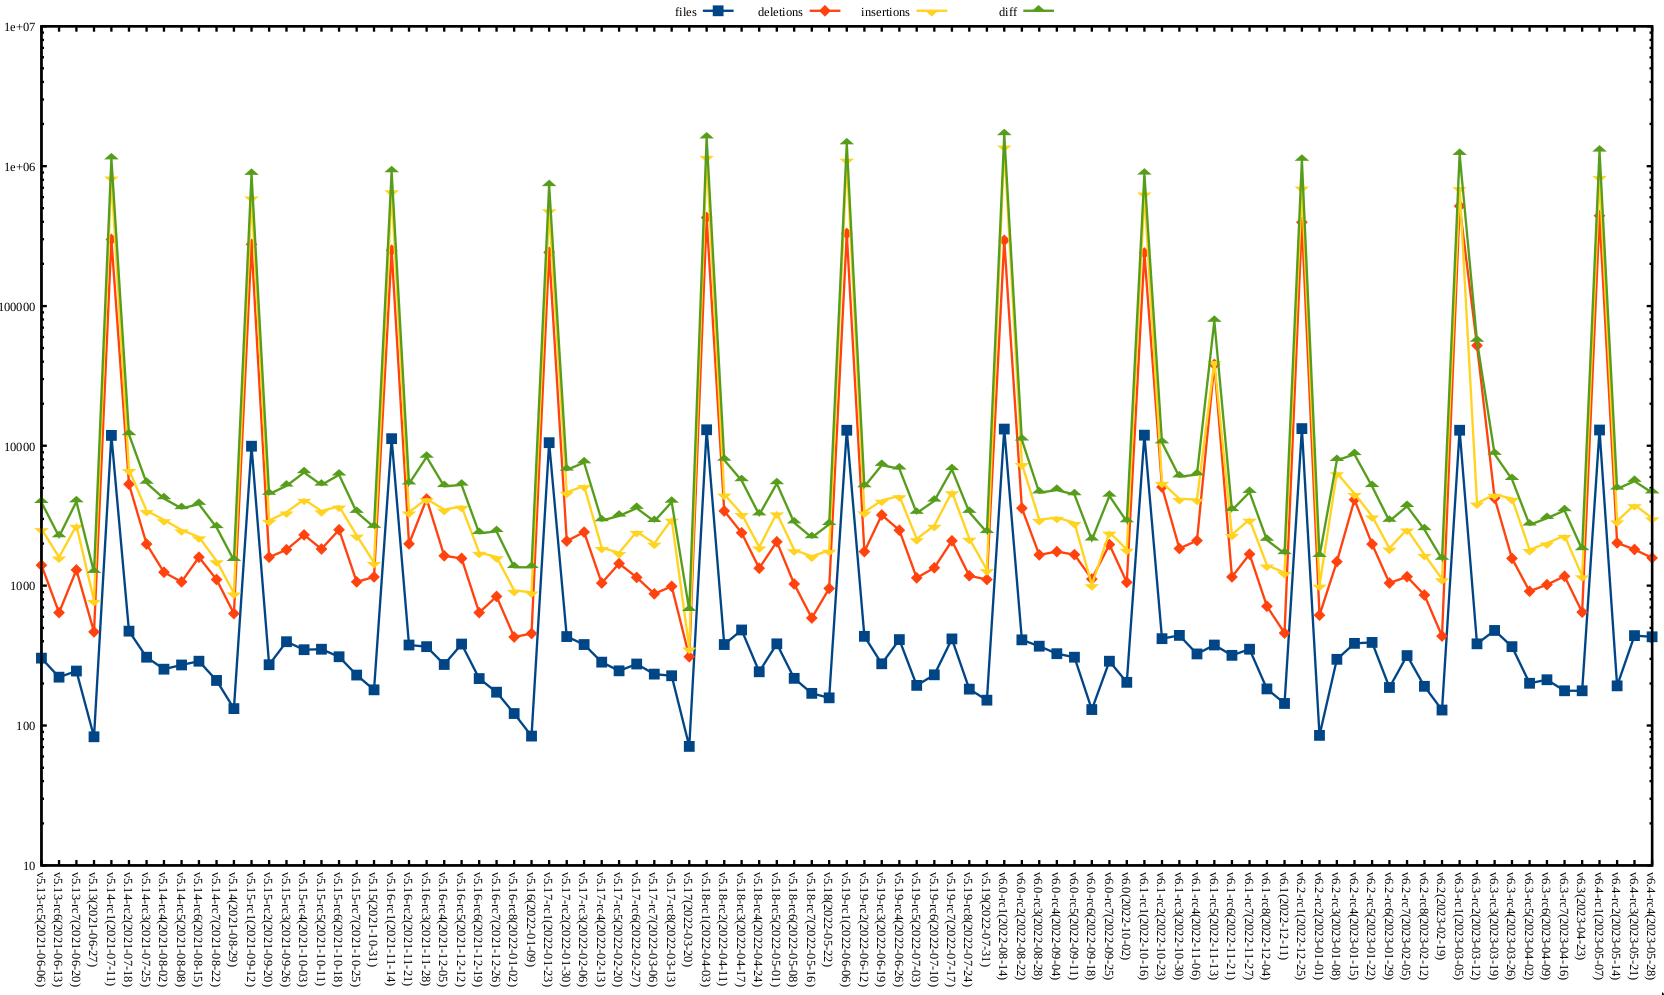 files
deletions
insertions
diff
1e+07
1e+06
100000
10000
1000
100
10
v5.13-rc5(2021-06-06)
v5.13-rc6(2021-06-13)
v5.13-rc7(2021-06-20)
v5.13(2021-06-27)
v5.14-rc1(2021-07-11)
v5.14-rc2(2021-07-18)
v5.14-rc3(2021-07-25)
v5.14-rc4(2021-08-02)
v5.14-rc5(2021-08-08)
v5.14-rc6(2021-08-15)
v5.14-rc7(2021-08-22)
v5.14(2021-08-29)
v5.15-rc1(2021-09-12)
v5.15-rc2(2021-09-20)
v5.15-rc3(2021-09-26)
v5.15-rc4(2021-10-03)
v5.15-rc5(2021-10-11)
v5.15-rc6(2021-10-18)
v5.15-rc7(2021-10-25)
v5.15(2021-10-31)
v5.16-rc1(2021-11-14)
v5.16-rc2(2021-11-21)
v5.16-rc3(2021-11-28)
v5.16-rc4(2021-12-05)
v5.16-rc5(2021-12-12)
v5.16-rc6(2021-12-19)
v5.16-rc7(2021-12-26)
v5.16-rc8(2022-01-02)
v5.16(2022-01-09)
v5.17-rc1(2022-01-23)
v5.17-rc2(2022-01-30)
v5.17-rc3(2022-02-06)
v5.17-rc4(2022-02-13)
v5.17-rc5(2022-02-20)
v5.17-rc6(2022-02-27)
v5.17-rc7(2022-03-06)
v5.17-rc8(2022-03-13)
v5.17(2022-03-20)
v5.18-rc1(2022-04-03)
v5.18-rc2(2022-04-11)
v5.18-rc3(2022-04-17)
v5.18-rc4(2022-04-24)
v5.18-rc5(2022-05-01)
v5.18-rc6(2022-05-08)
v5.18-rc7(2022-05-16)
v5.18(2022-05-22)
v5.19-rc1(2022-06-06)
v5.19-rc2(2022-06-12)
v5.19-rc3(2022-06-19)
v5.19-rc4(2022-06-26)
v5.19-rc5(2022-07-03)
v5.19-rc6(2022-07-10)
v5.19-rc7(2022-07-17)
v5.19-rc8(2022-07-24)
v5.19(2022-07-31)
v6.0-rc1(2022-08-14)
v6.0-rc2(2022-08-22)
v6.0-rc3(2022-08-28)
v6.0-rc4(2022-09-04)
v6.0-rc5(2022-09-11)
v6.0-rc6(2022-09-18)
v6.0-rc7(2022-09-25)
v6.0(2022-10-02)
v6.1-rc1(2022-10-16)
v6.1-rc2(2022-10-23)
v6.1-rc3(2022-10-30)
v6.1-rc4(2022-11-06)
v6.1-rc5(2022-11-13)
v6.1-rc6(2022-11-21)
v6.1-rc7(2022-11-27)
v6.1-rc8(2022-12-04)
v6.1(2022-12-11)
v6.2-rc1(2022-12-25)
v6.2-rc2(2023-01-01)
v6.2-rc3(2023-01-08)
v6.2-rc4(2023-01-15)
v6.2-rc5(2023-01-22)
v6.2-rc6(2023-01-29)
v6.2-rc7(2023-02-05)
v6.2-rc8(2023-02-12)
v6.2(2023-02-19)
v6.3-rc1(2023-03-05)
v6.3-rc2(2023-03-12)
v6.3-rc3(2023-03-19)
v6.3-rc4(2023-03-26)
v6.3-rc5(2023-04-02)
v6.3-rc6(2023-04-09)
v6.3-rc7(2023-04-16)
v6.3(2023-04-23)
v6.4-rc1(2023-05-07)
v6.4-rc2(2023-05-14)
v6.4-rc3(2023-05-21)
v6.4-rc4(2023-05-28)